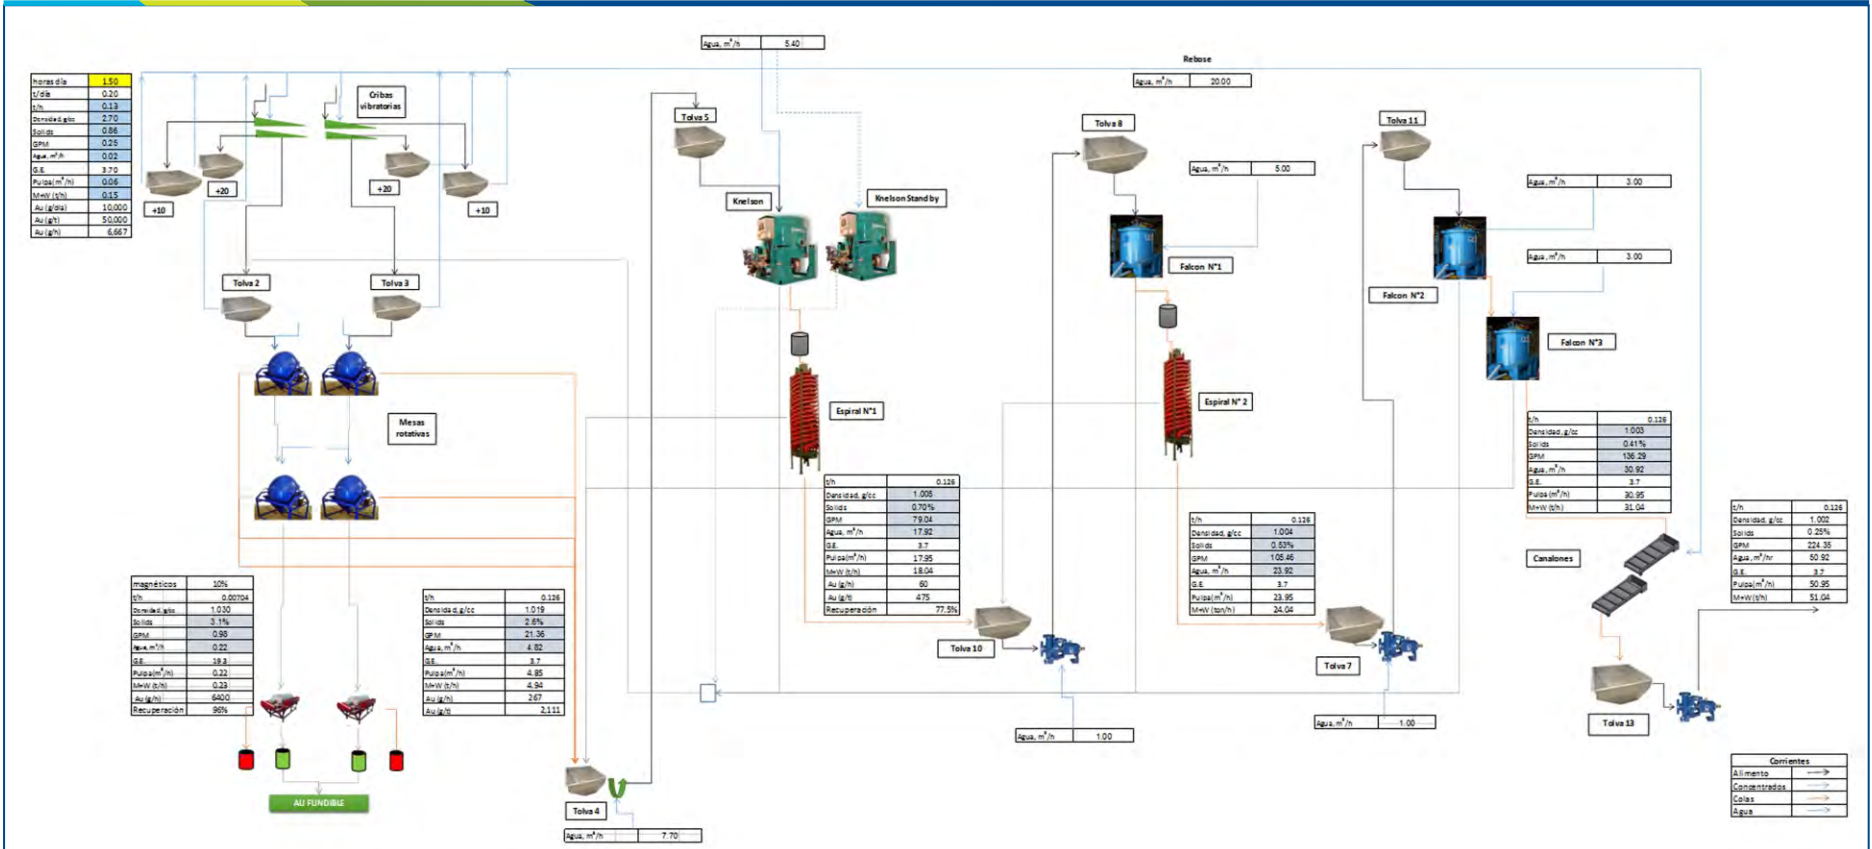 Agua, m³/h 5.40
Rebose
Agua, m³/h 20.00
horas día 1.50
t/día 0.20
t/h 0.13
Densidad, g/cc 2.70
Solids 0.86
GPM 0.25
Agua, m³/h 0.02
G.E. 3.70
Pulpa(m³/h) 0.06
M+W (t/h) 0.15
Au (g/día) 10,000
Au (g/t) 50,000
Au (g/h) 6,667
Cribas
vibratorias
+10
+20
+20
+10
Tolva 2
Tolva 3
Mesas
rotativas
Tolva 5
Knelson
Knelson Stand by
Espiral N°1
Tolva 8
Agua, m³/h 5.00
Falcon N°1
Espiral N° 2
Tolva 11
Agua, m³/h 3.00
Agua, m³/h 3.00
Falcon N°2
Falcon N°3
t/h 0.126
Densidad, g/cc 1.003
Solids 0.41%
GPM 136.29
Agua, m³/h 30.92
G.E. 3.7
Pulpa (m³/h) 30.95
M+W (t/h) 31.04
t/h 0.126
Densidad, g/cc 1.005
Solids 0.70%
GPM 79.04
Agua, m³/h 17.92
G.E. 3.7
Pulpa(m³/h) 17.95
M+W (t/h) 18.04
Au (g/h) 60
Au (g/t) 475
Recuperación 77.5%
t/h 0.126
Densidad, g/cc 1.004
Solids 0.53%
GPM 105.46
Agua, m³/h 23.92
G.E. 3.7
Pulpa(m³/h) 23.95
M+W (ton/h) 24.04
t/h 0.126
Densidad, g/cc 1.002
Solids 0.25%
GPM 224.35
Agua, m³/hr 50.92
G.E. 3.7
Pulpa(m³/h) 50.95
M+W (t/h) 51.04
Canalones
magnéticos 10%
t/h 0.00704
Densidad, g/cc 1.030
Solids 3.1%
GPM 0.98
Agua, m³/h 0.22
G.E. 19.3
Pulpa(m³/h) 0.22
M+W (t/h) 0.23
Au (g/h) 6400
Recuperación 96%
t/h 0.126
Densidad, g/cc 1.019
Solids 2.6%
GPM 21.36
Agua, m³/h 4.82
G.E. 3.7
Pulpa(m³/h) 4.85
M+W (t/h) 4.94
Au (g/h) 267
Au (g/t) 2,111
Tolva 10
Tolva 7
Agua, m³/h 1.00
Agua, m³/h 1.00
Tolva 13
AU FUNDIBLE
Tolva 4
Agua, m³/h 7.70
Corrientes
Alimento
Concentrados
Colas
Agua